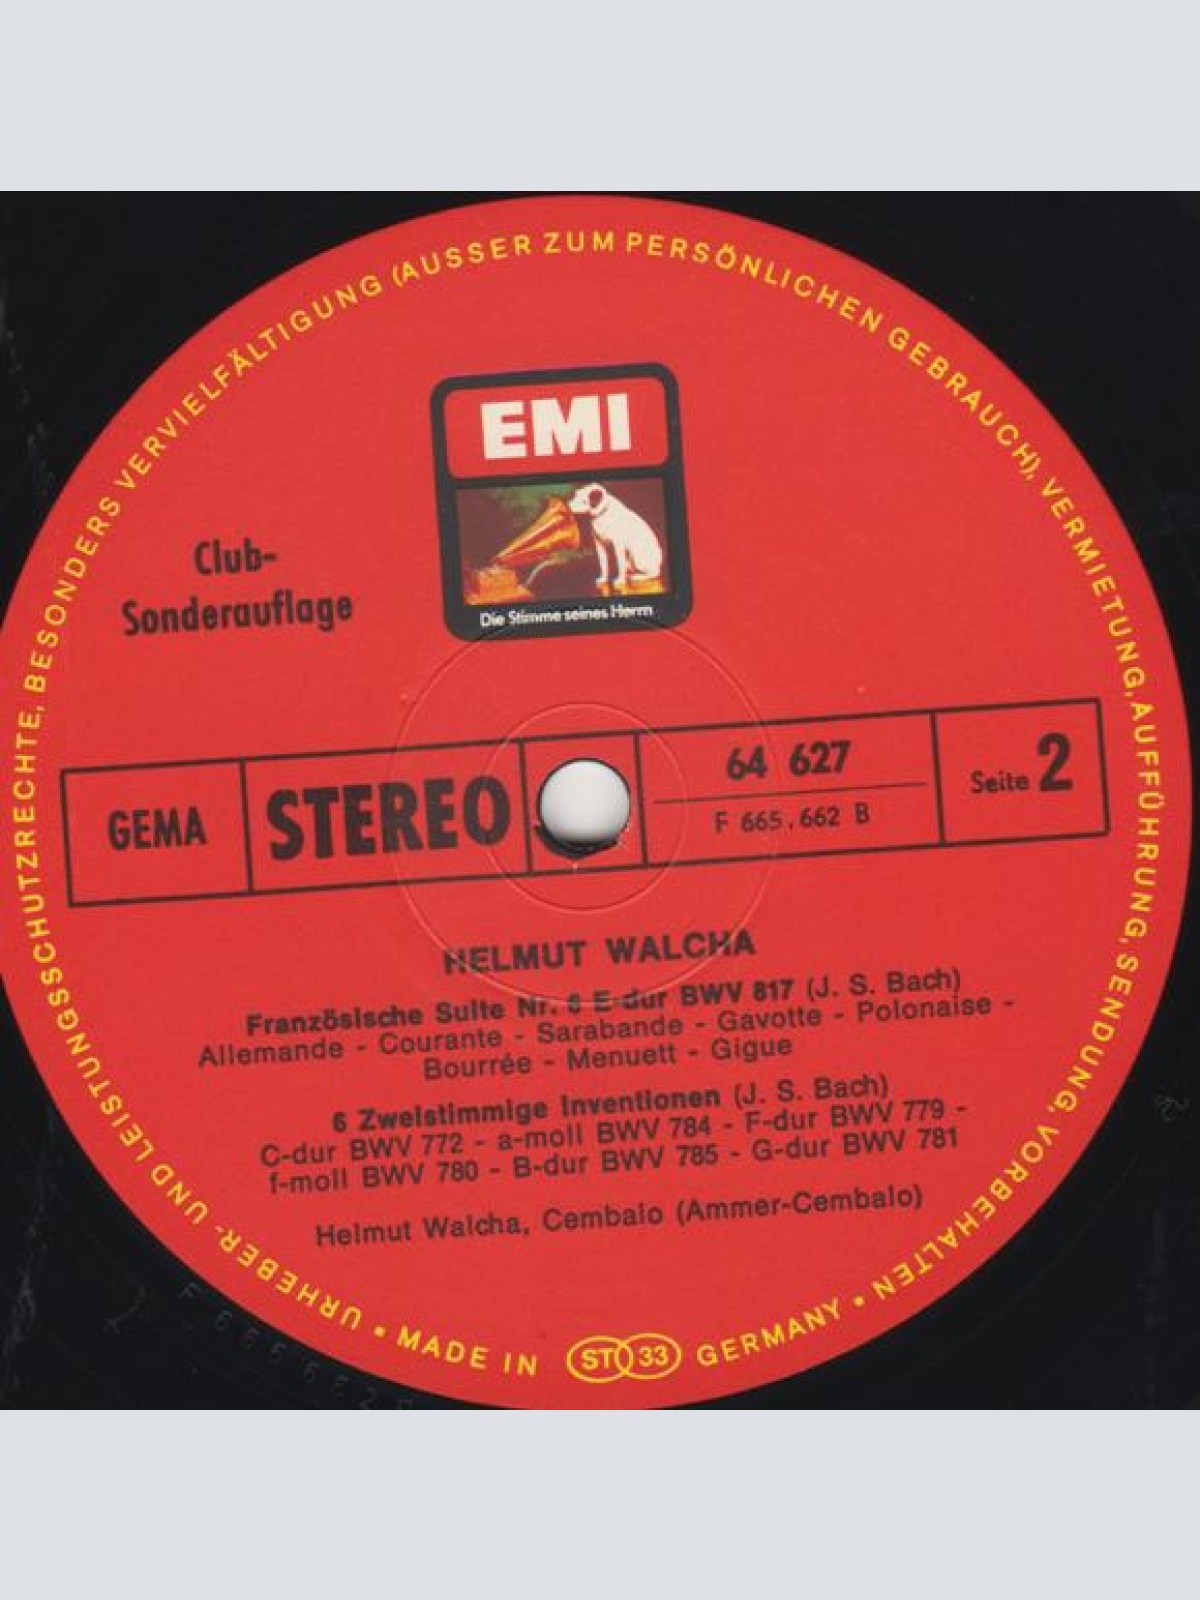 URHEBER- UND LEISTUNGSSCHUTZRECHTE, BESONDERS VERVIELFÄLTIGUNG (AUSSER ZUM PERSÖNLICHEN GEBRAUCH), VERMIETUNG, AUFFÜHRUNG, SENDUNG, VORBEHALTEN •
EMI
Die Stimme seines Herrn
Club-
Sonderauflage
GEMA
STEREO
64 627
F 665.662 B
Seite 2
HELMUT WALCHA
Französische Suite Nr. 6 E-dur BWV 817 (J. S. Bach)
Allemande - Courante - Sarabande - Gavotte - Polonaise -
Bourrée - Menuett - Gigue
6 Zweistimmige Inventionen (J. S. Bach)
C-dur BWV 772 - a-moll BWV 784 - F-dur BWV 779 -
f-moll BWV 780 - B-dur BWV 785 - G-dur BWV 781
Helmut Walcha, Cembalo (Ammer-Cembalo)
• MADE IN ST 33 GERMANY